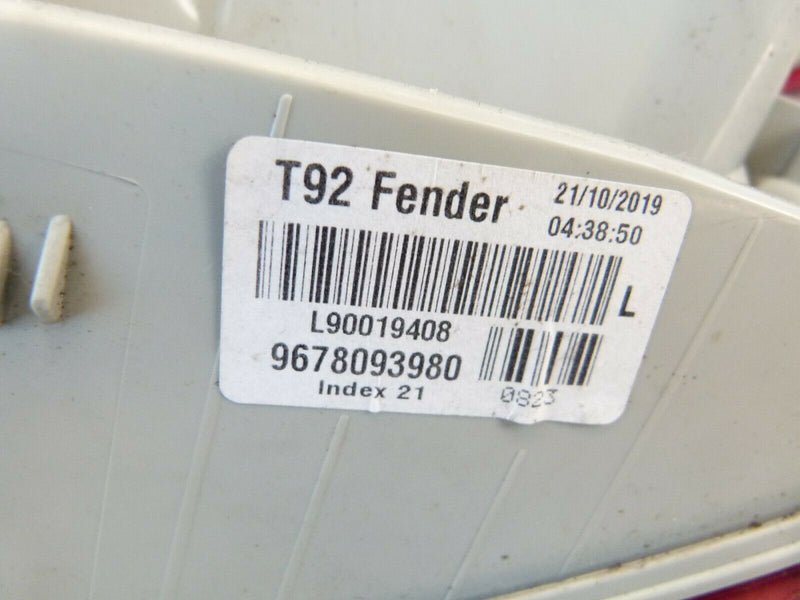 T92 Fender
21/10/2019
04:38:50
L
L90019408
9678093980
Index 21
0823